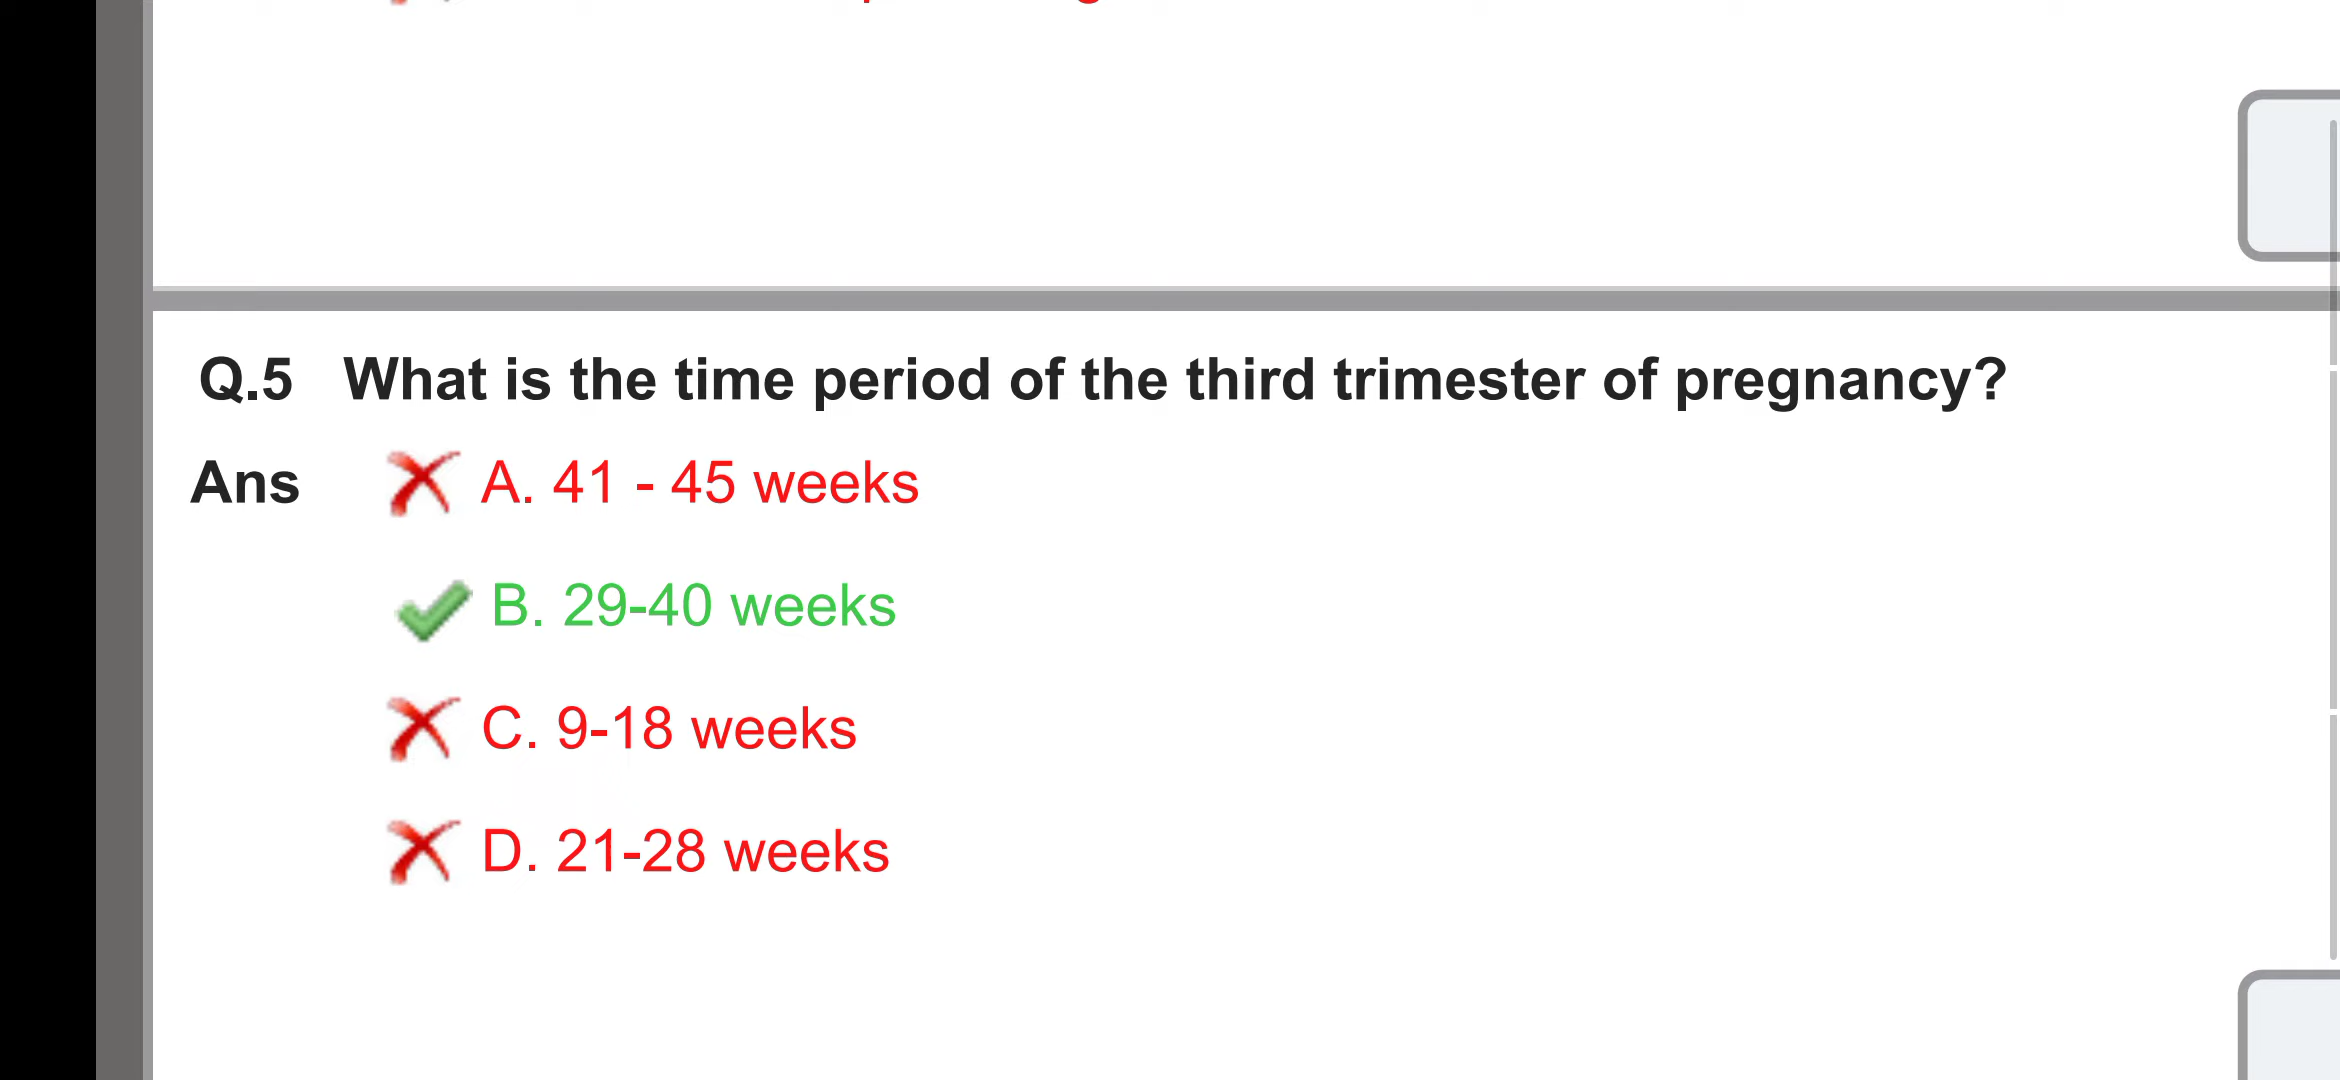 Q.5 What is the time period of the third trimester of pregnancy?
Ans A. 41 - 45 weeks
B. 29-40 weeks
C. 9-18 weeks
D. 21-28 weeks